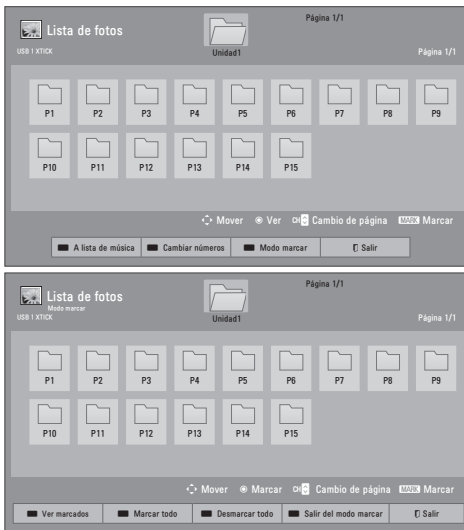 Página 1/1
Lista de fotos
USB 1 XTICK
Unidad1
Página 1/1
P1 P2 P3 P4 P5 P6 P7 P8 P9
P10 P11 P12 P13 P14 P15
Mover Ver CH Cambio de página MARK Marcar
A lista de música Cambiar números Modo marcar Salir
Página 1/1
Lista de fotos
Modo marcar
USB 1 XTICK
Unidad1
Página 1/1
P1 P2 P3 P4 P5 P6 P7 P8 P9
P10 P11 P12 P13 P14 P15
Mover Marcar CH Cambio de página MARK Marcar
Ver marcados Marcar todo Desmarcar todo Salir del modo marcar Salir